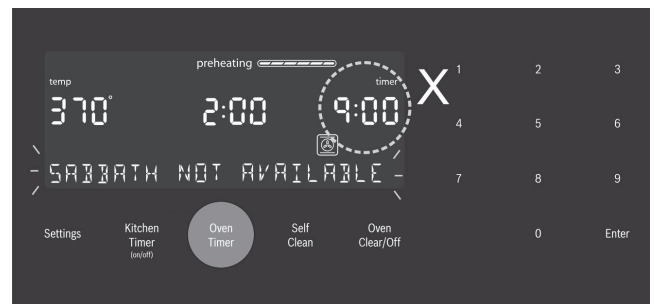 preheating
temp
timer
370° 2:00 9:00
X
SABBATH NOT AVAILABLE
Settings
Kitchen
Timer
(on/off)
Oven
Timer
Self
Clean
Oven
Clear/Off
1 2 3
4 5 6
7 8 9
0 Enter